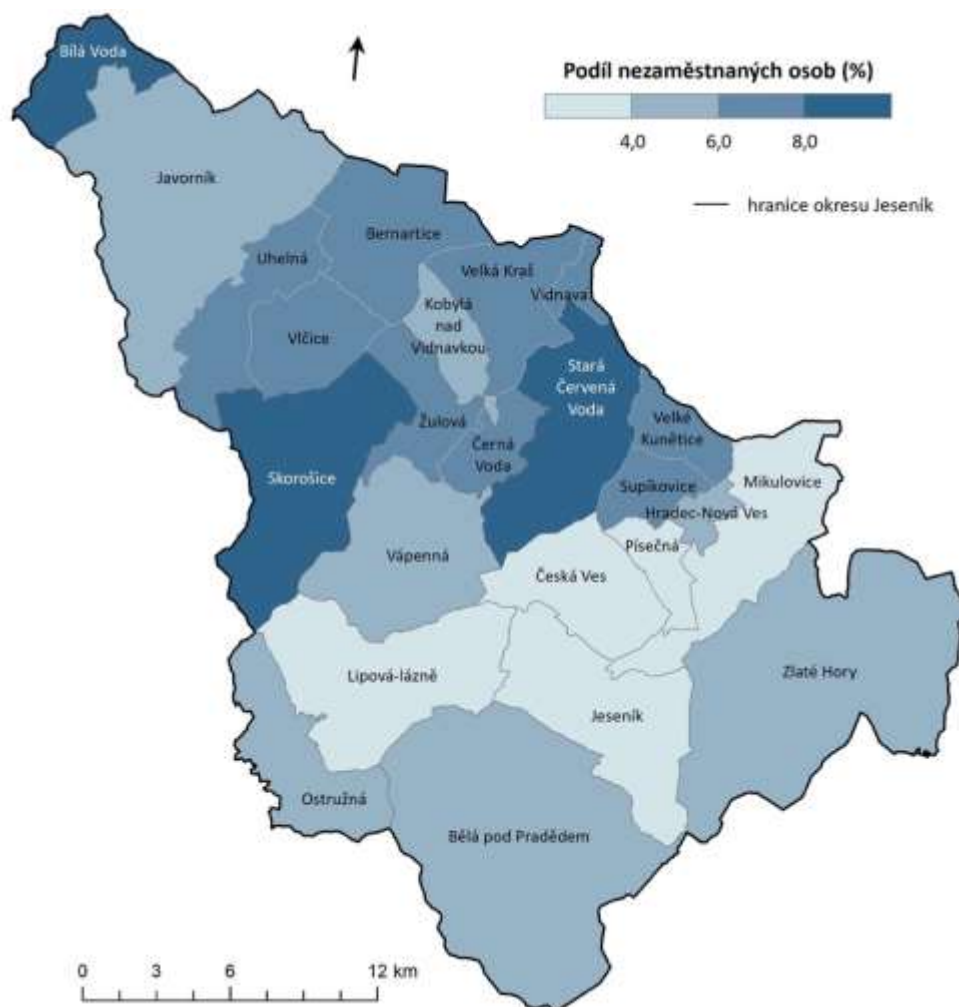 Bílá Voda
Podíl nezaměstnaných osob (%)
4,0 6,0 8,0
Javorník
hranice okresu Jeseník
Bernartice
Uhelná
Velká Kraš
Vidnava
Kobylá
nad
Vidnavkou
Vlčice
Stará
Červená
Voda
Žulová
Velké
Kunětice
Černá
Voda
Skorošice
Mikulovice
Supíkovice
Hradec-Nová Ves
Písečná
Vápenná
Česká Ves
Lipová-lázně
Zlaté Hory
Jeseník
Ostružná
Bělá pod Pradědem
0 3 6 12 km